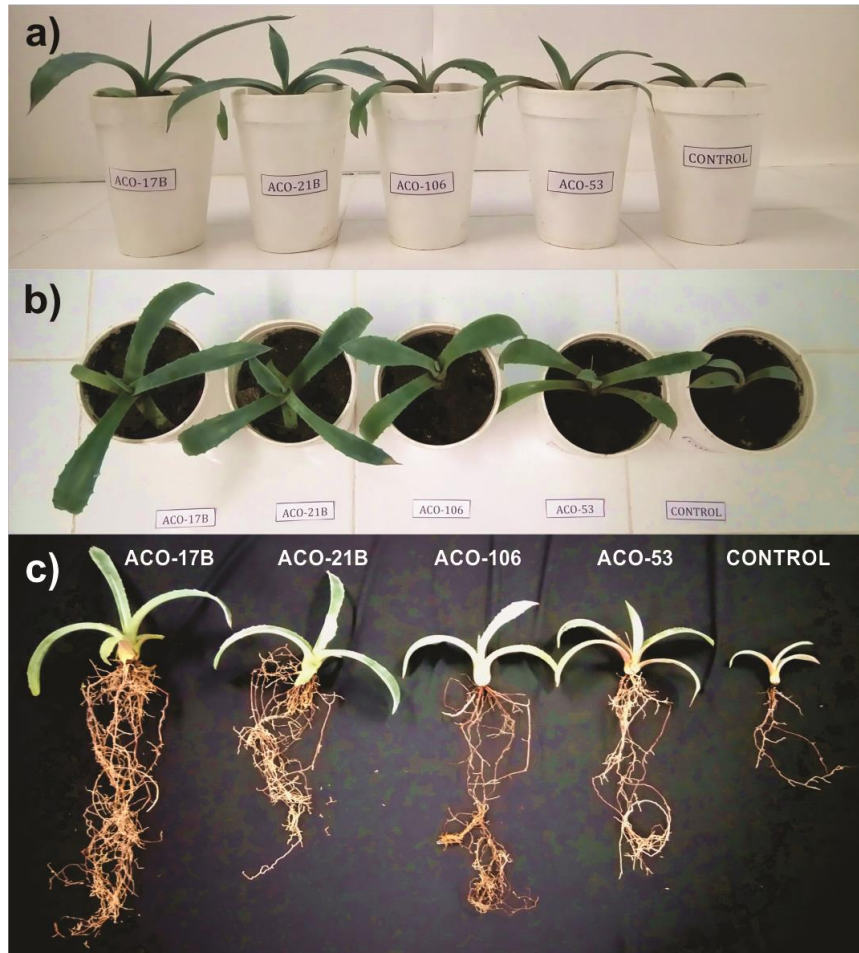 a)
ACO-17B
ACO-21B
ACO-106
ACO-53
CONTROL
b)
ACO-17B
ACO-21B
ACO-106
ACO-53
CONTROL
c)
ACO-17B ACO-21B ACO-106 ACO-53 CONTROL